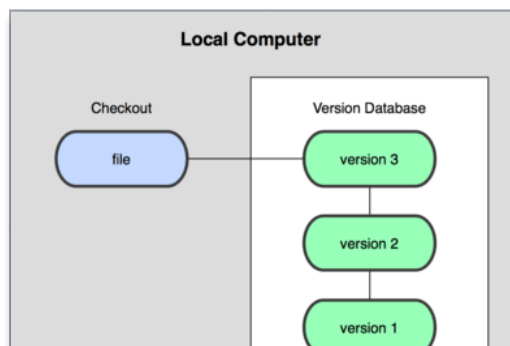 Local Computer
Checkout
Version Database
file
version 3
version 2
version 1